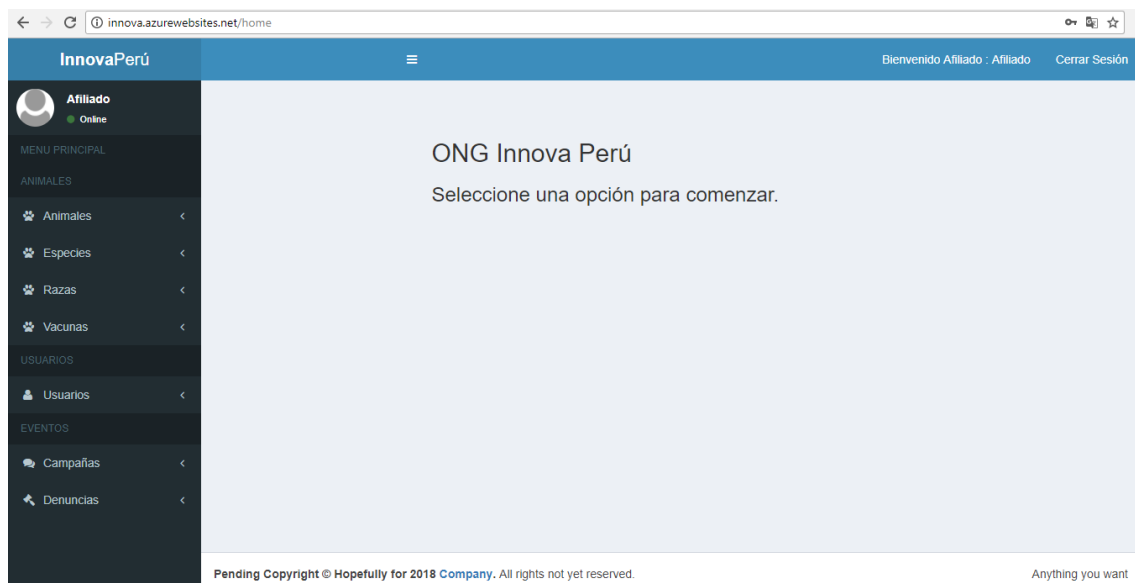 innova.azurewebsites.net/home
InnovaPerú
Bienvenido Afiliado : Afiliado
Cerrar Sesión
Afiliado
Online
MENU PRINCIPAL
ANIMALES
Animales
Especies
Razas
Vacunas
USUARIOS
Usuarios
EVENTOS
Campañas
Denuncias
ONG Innova Perú
Seleccione una opción para comenzar.
Pending Copyright © Hopefully for 2018 Company. All rights not yet reserved.
Anything you want